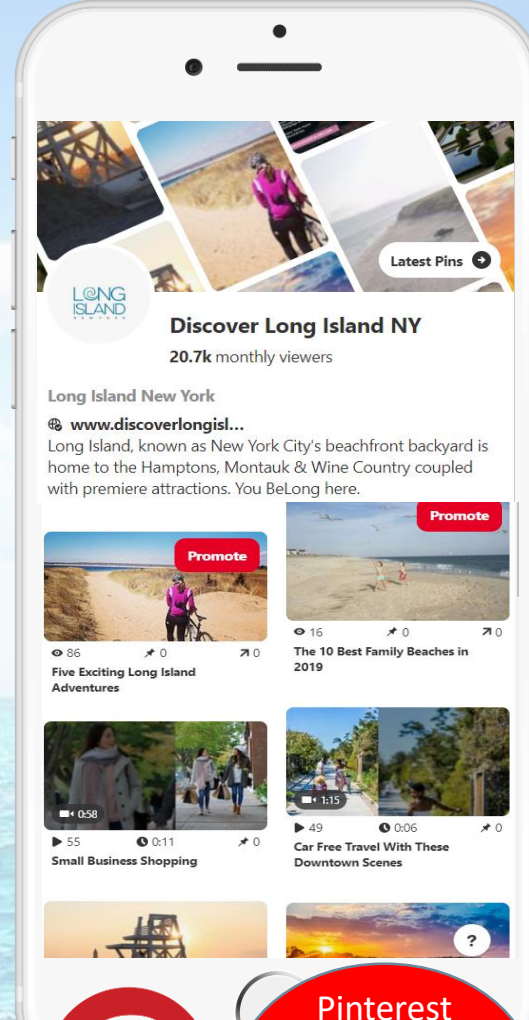 Latest Pins
LONG
ISLAND
NEW YORK
Discover Long Island NY
20.7k monthly viewers
Long Island New York
www.discoverlongisl...
Long Island, known as New York City's beachfront backyard is
home to the Hamptons, Montauk & Wine Country coupled
with premiere attractions. You BeLong here.
Promote
Promote
86 0 0
Five Exciting Long Island
Adventures
16 0 0
The 10 Best Family Beaches in
2019
0:58
55 0:11 0
Small Business Shopping
1:15
49 0:06 0
Car Free Travel With These
Downtown Scenes
?
Pinterest